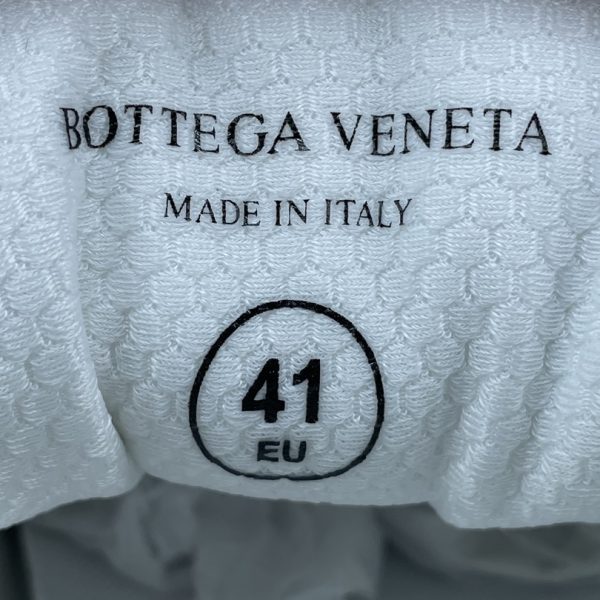 BOTTEGA VENETA
MADE IN ITALY
41
EU